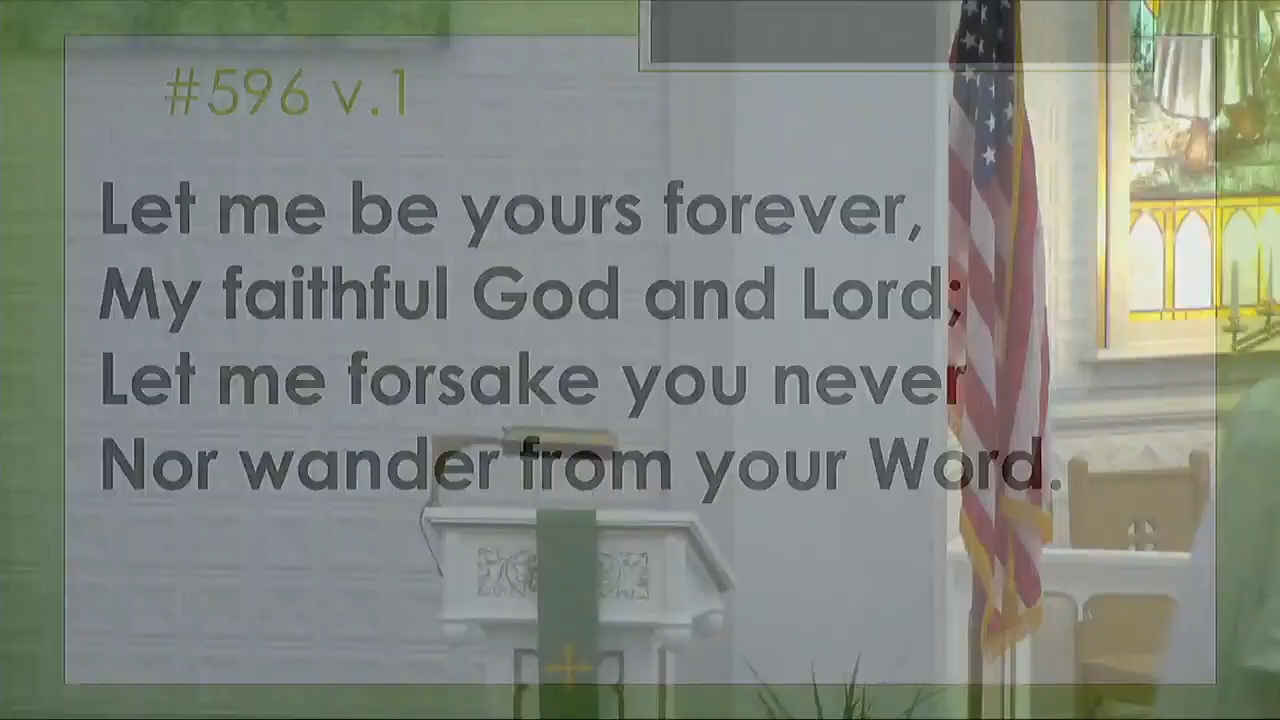 #596 v.1
Let me be yours forever,
My faithful God and Lord;
Let me forsake you never
Nor wander from your Word.